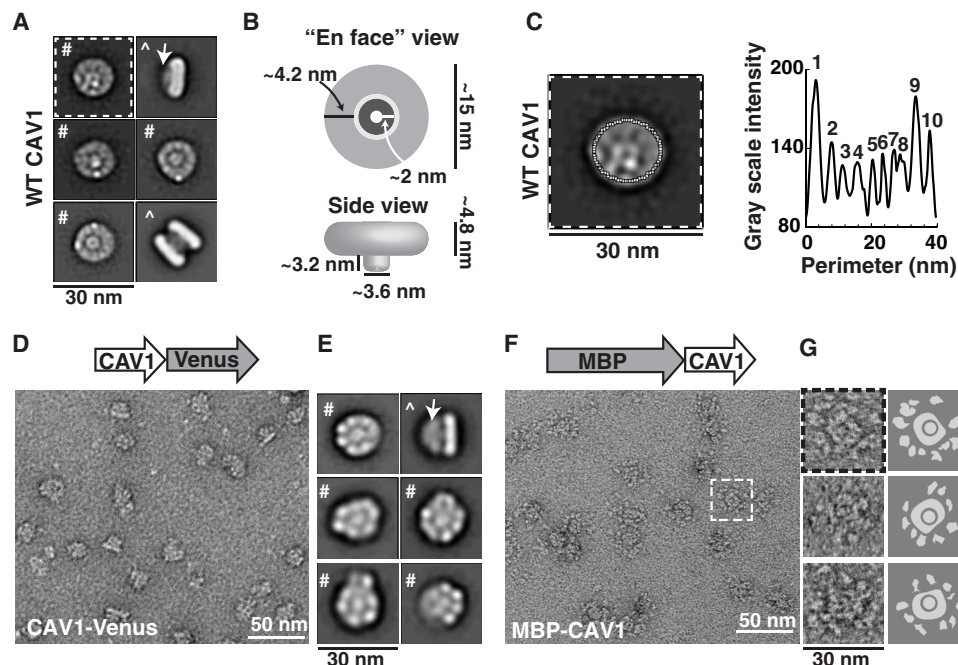 A
WT CAV1
#
^
#
#
#
^
30 nm
B
“En face” view
~4.2 nm
~15 nm
~2 nm
Side view
~4.8 nm
~3.2 nm
~3.6 nm
C
WT CAV1
30 nm
Gray scale intensity
200
140
80
1
2
3
4
5
6
7
8
9
10
0
20
40
Perimeter (nm)
D
CAV1
Venus
CAV1-Venus
50 nm
E
#
^
#
#
#
#
30 nm
F
MBP
CAV1
MBP-CAV1
50 nm
G
30 nm